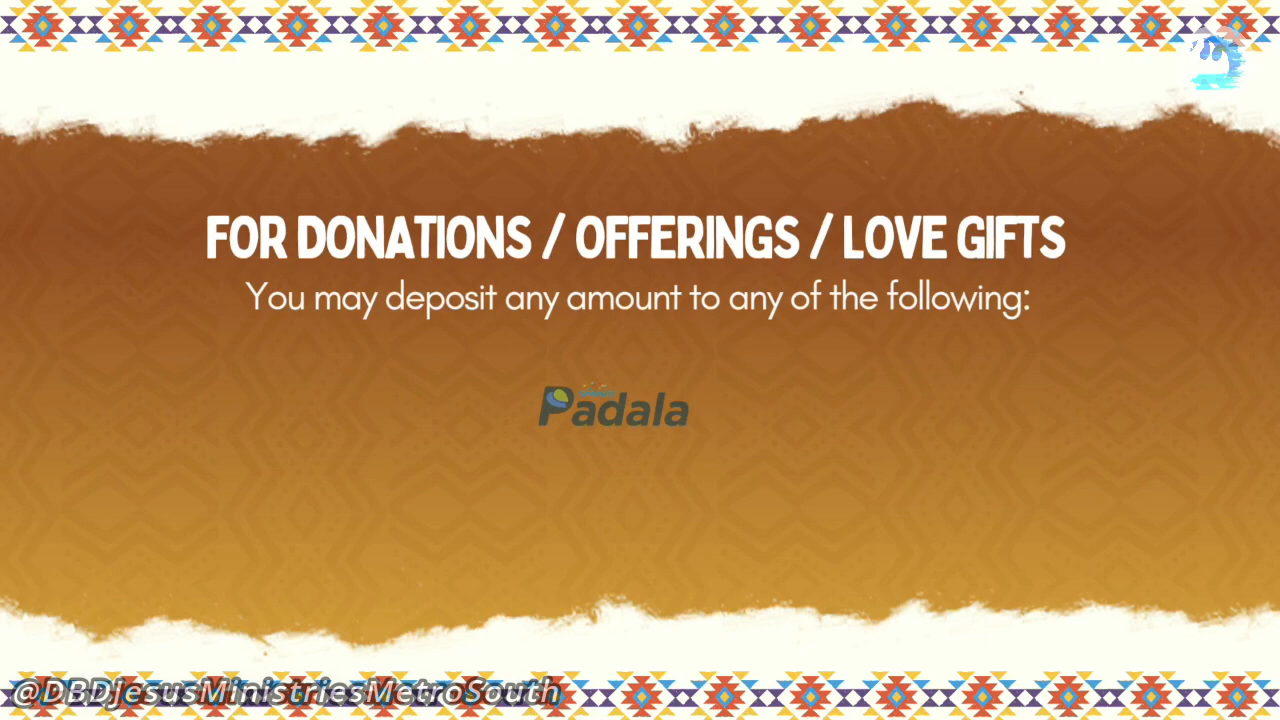 FOR DONATIONS / OFFERINGS / LOVE GIFTS
You may deposit any amount to any of the following:
Padala
@DBDJesusMinistriesMetroSouth